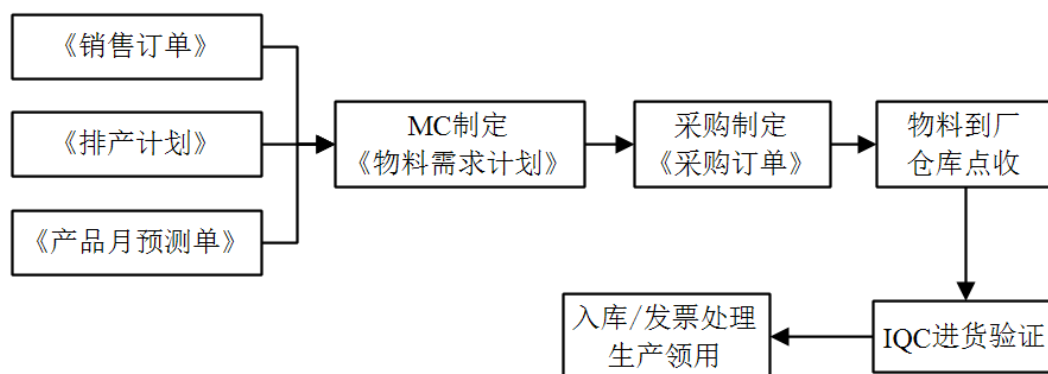 《销售订单》
《排产计划》
《产品月预测单》
MC制定
《物料需求计划》
采购制定
《采购订单》
物料到厂
仓库点收
IQC进货验证
入库/发票处理
生产领用